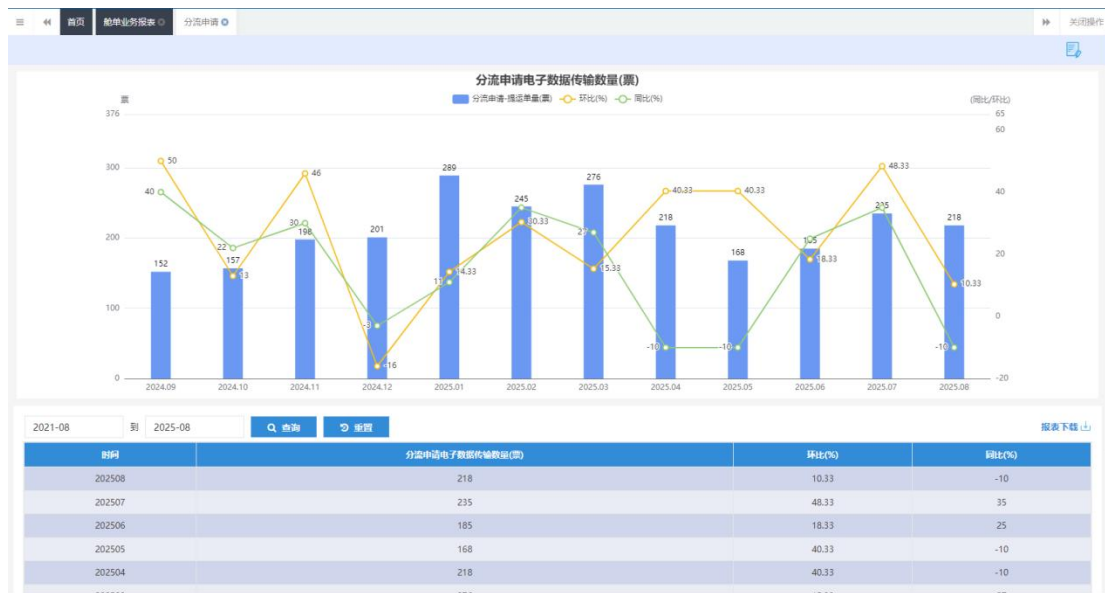 首页 舱单业务报表 分流申请 关闭操作
分流申请电子数据传输数量(票)
分流申请-提运单量(票) 环比(%) 同比(%)
票 (同比/环比)
376 65
60
300 50 46 289 276 48.33
40 40.33 40.33 40
245 235
30 198 201 30.33 218 218
200 22 185 20
152 157 168
13 14.33 15.33 18.33 10.33
100 -3 0
-16 -10 -10 -10
0 -20
2024.09 2024.10 2024.11 2024.12 2025.01 2025.02 2025.03 2025.04 2025.05 2025.06 2025.07 2025.08
2021-08 到 2025-08 查询 重置 报表下载
时间 分流申请电子数据传输数量(票) 环比(%) 同比(%)
202508 218 10.33 -10
202507 235 48.33 35
202506 185 18.33 25
202505 168 40.33 -10
202504 218 40.33 -10